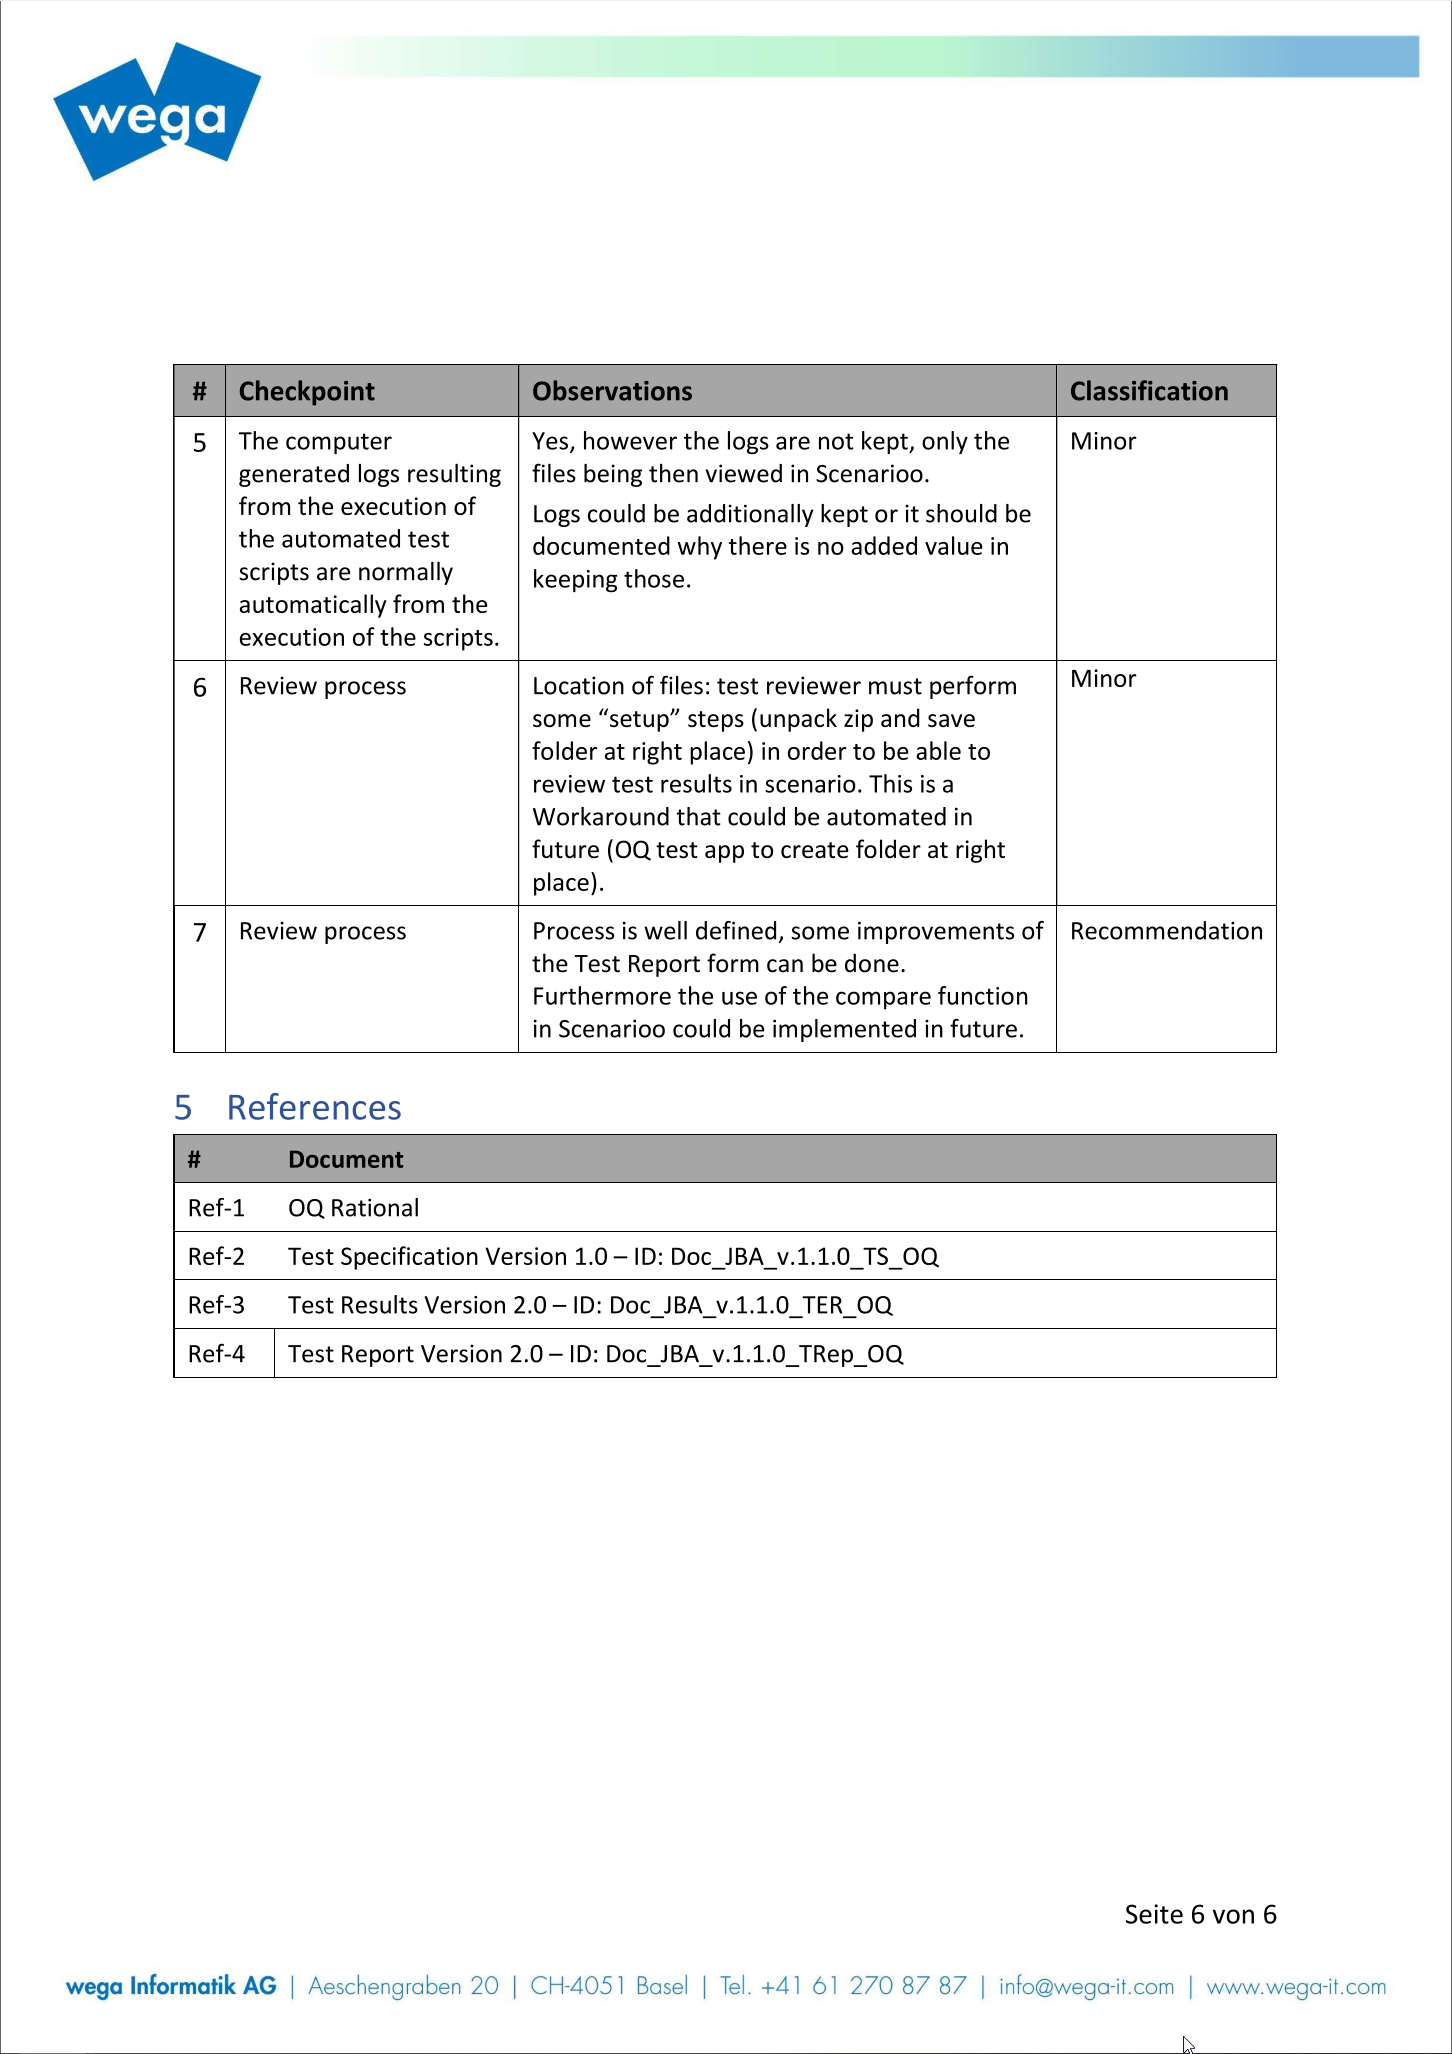 wega
# Checkpoint Observations Classification
5
The computer
generated logs resulting
from the execution of
the automated test
scripts are normally
automatically from the
execution of the scripts.
Yes, however the logs are not kept, only the
files being then viewed in Scenarioo.
Logs could be additionally kept or it should be
documented why there is no added value in
keeping those.
Minor
6
Review process
Location of files: test reviewer must perform
some “setup” steps (unpack zip and save
folder at right place) in order to be able to
review test results in scenario. This is a
Workaround that could be automated in
future (OQ test app to create folder at right
place).
Minor
7
Review process
Process is well defined, some improvements of
the Test Report form can be done.
Furthermore the use of the compare function
in Scenarioo could be implemented in future.
Recommendation
5 References
# Document
Ref-1 OQ Rational
Ref-2 Test Specification Version 1.0 – ID: Doc_JBA_v.1.1.0_TS_OQ
Ref-3 Test Results Version 2.0 – ID: Doc_JBA_v.1.1.0_TER_OQ
Ref-4 Test Report Version 2.0 – ID: Doc_JBA_v.1.1.0_TRep_OQ
Seite 6 von 6
wega Informatik AG | Aeschengraben 20 | CH-4051 Basel | Tel. +41 61 270 87 87 | info@wega-it.com | www.wega-it.com